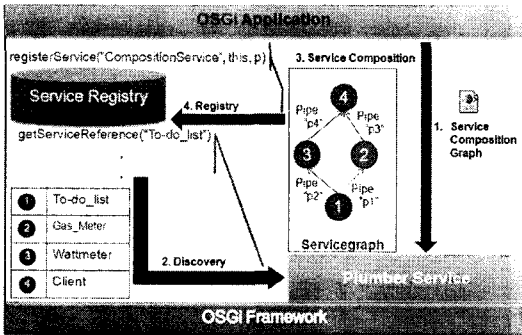 OSGi Application
registerService("CompositionService", this, p)
3. Service Composition
Service Registry
4. Registry
getServiceReference("To-do_list")
1. Service
Composition
Graph
4
Pipe
"p4"
Pipe
"p3"
3
2
Pipe
"p2"
Pipe
"p1"
1
Servicegraph
1 To-do_list
2 Gas_Meter
3 Wattmeter
4 Client
2. Discovery
Plumber Service
OSGi Framework